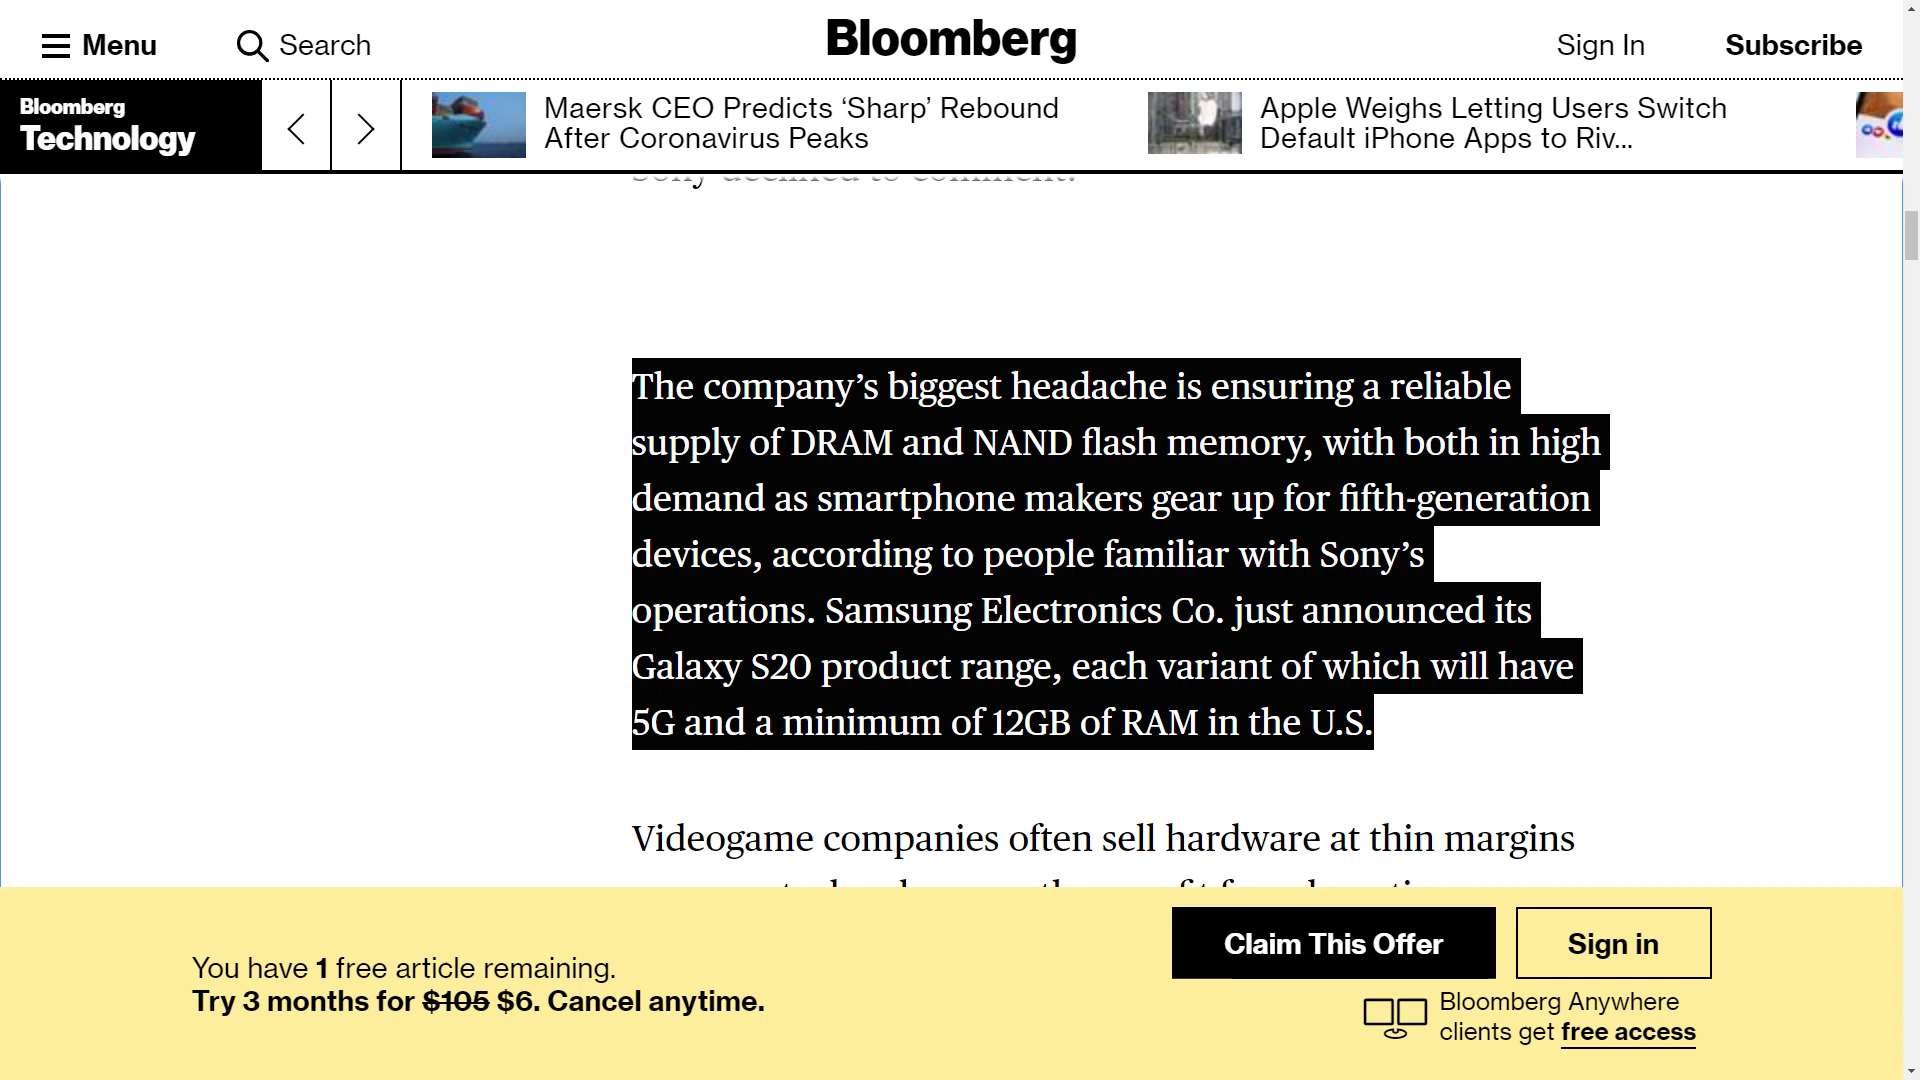 Menu
Search
Bloomberg
Sign In
Subscribe
Bloomberg
Technology
Maersk CEO Predicts ‘Sharp’ Rebound
After Coronavirus Peaks
Apple Weighs Letting Users Switch
Default iPhone Apps to Riv...
Sony declined to comment.
The company’s biggest headache is ensuring a reliable
supply of DRAM and NAND flash memory, with both in high
demand as smartphone makers gear up for fifth-generation
devices, according to people familiar with Sony’s
operations. Samsung Electronics Co. just announced its
Galaxy S20 product range, each variant of which will have
5G and a minimum of 12GB of RAM in the U.S.
Videogame companies often sell hardware at thin margins
You have 1 free article remaining.
Try 3 months for $105 $6. Cancel anytime.
Claim This Offer
Sign in
Bloomberg Anywhere
clients get free access